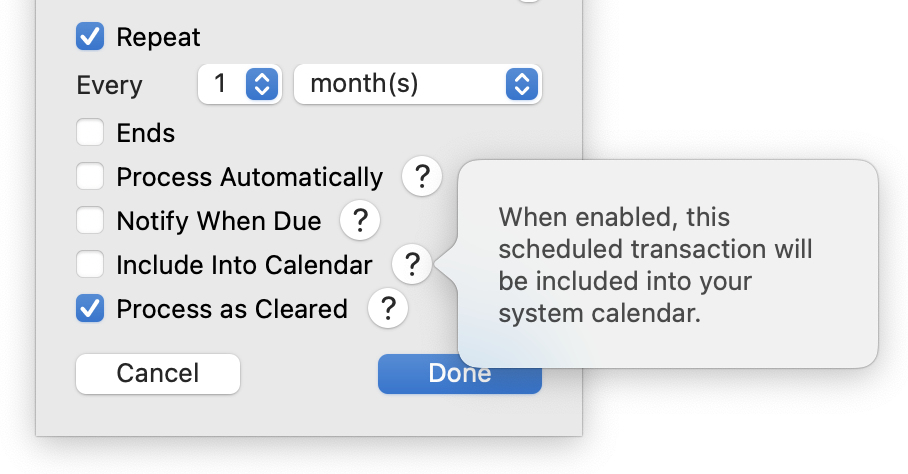 Repeat
Every 1 month(s)
Ends
Process Automatically ?
Notify When Due ?
Include Into Calendar ?
Process as Cleared ?
When enabled, this
scheduled transaction will
be included into your
system calendar.
Cancel Done